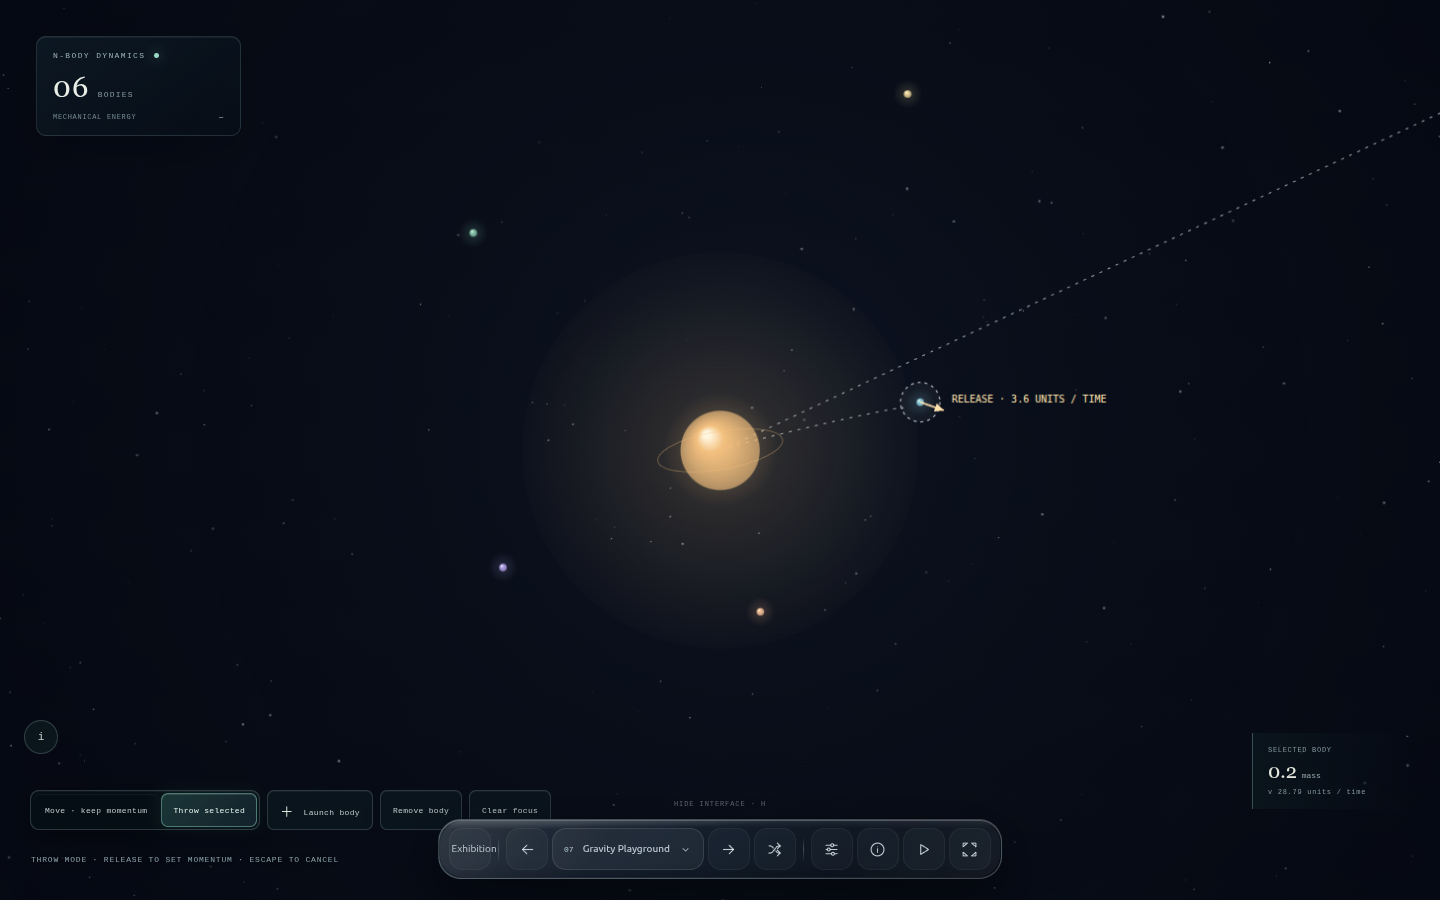 N-BODY DYNAMICS
06 BODIES
MECHANICAL ENERGY –
RELEASE · 3.6 UNITS / TIME
i
SELECTED BODY
0.2 mass
v 28.79 units / time
Move · keep momentum
Throw selected
+ Launch body
Remove body
Clear focus
HIDE INTERFACE · H
THROW MODE · RELEASE TO SET MOMENTUM · ESCAPE TO CANCEL
Exhibition
07 Gravity Playground